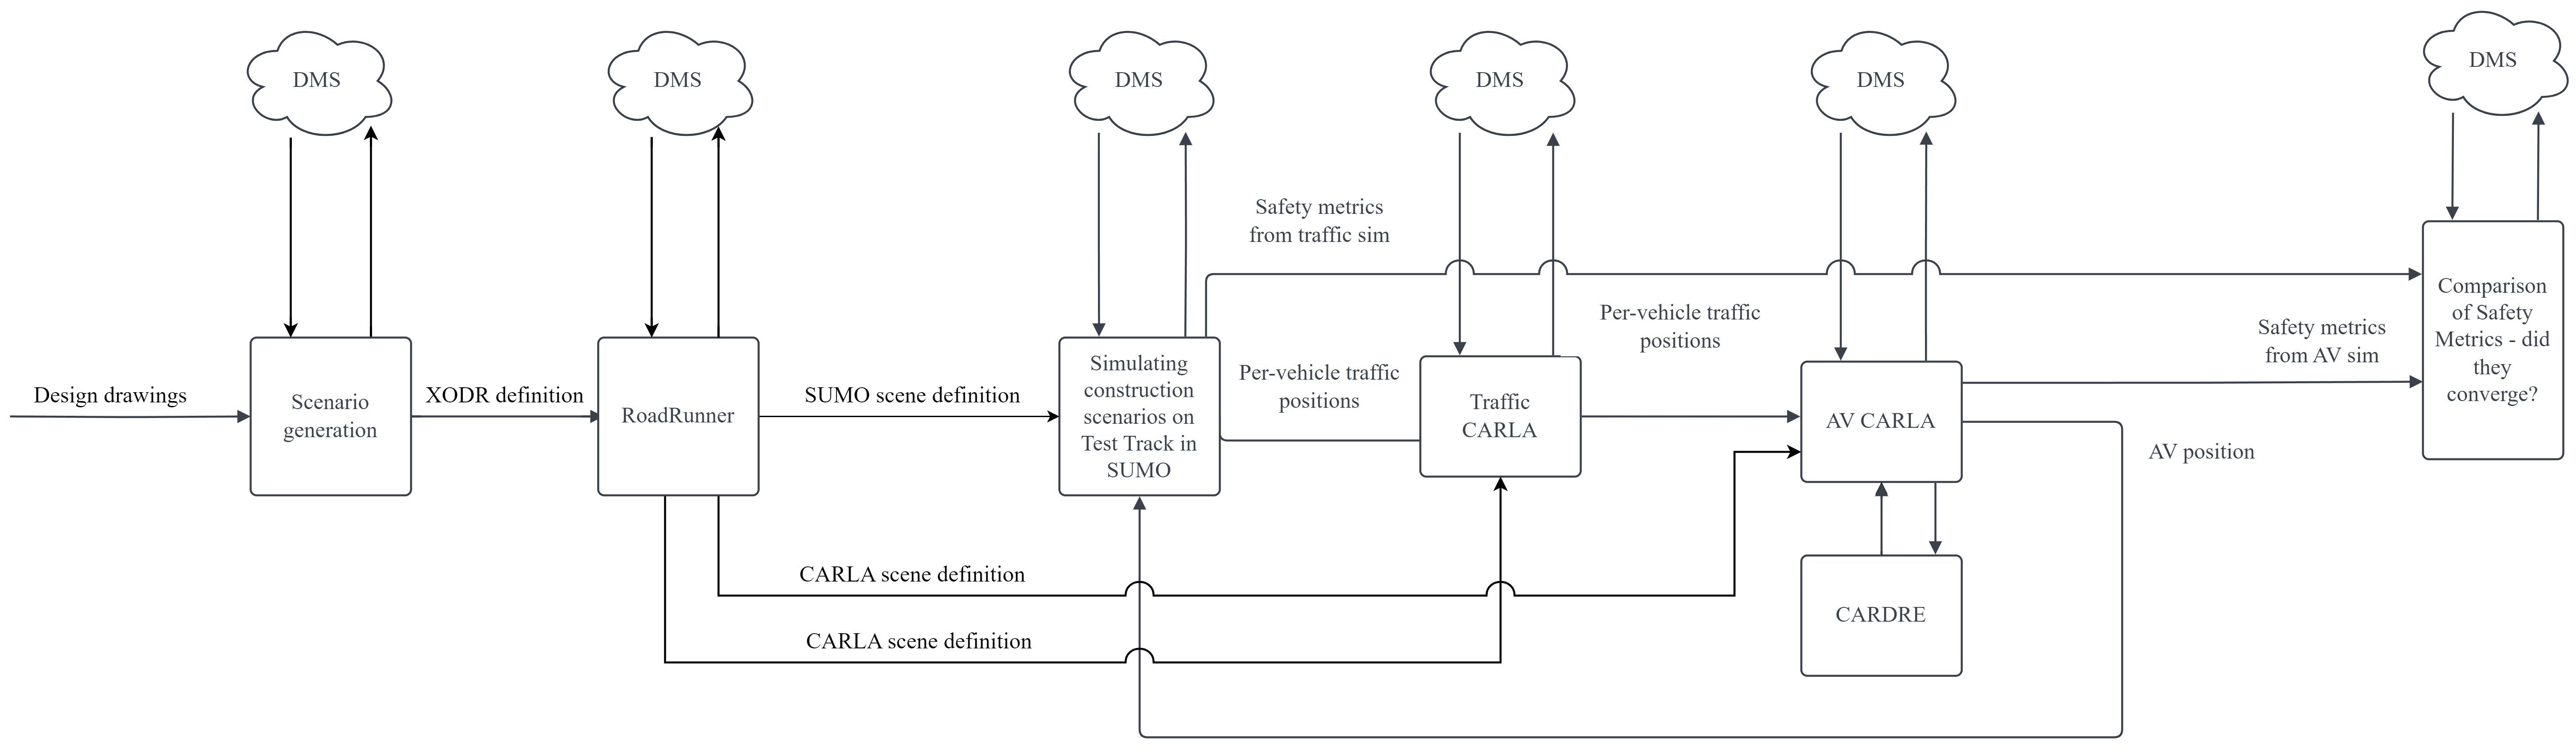 DMS
DMS
DMS
DMS
DMS
DMS
Design drawings
Scenario
generation
XODR definition
RoadRunner
SUMO scene definition
Simulating
construction
scenarios on
Test Track in
SUMO
Safety metrics
from traffic sim
Per-vehicle traffic
positions
Traffic
CARLA
Per-vehicle traffic
positions
AV CARLA
Safety metrics
from AV sim
Comparison
of Safety
Metrics - did
they
converge?
AV position
CARLA scene definition
CARLA scene definition
CARDRE